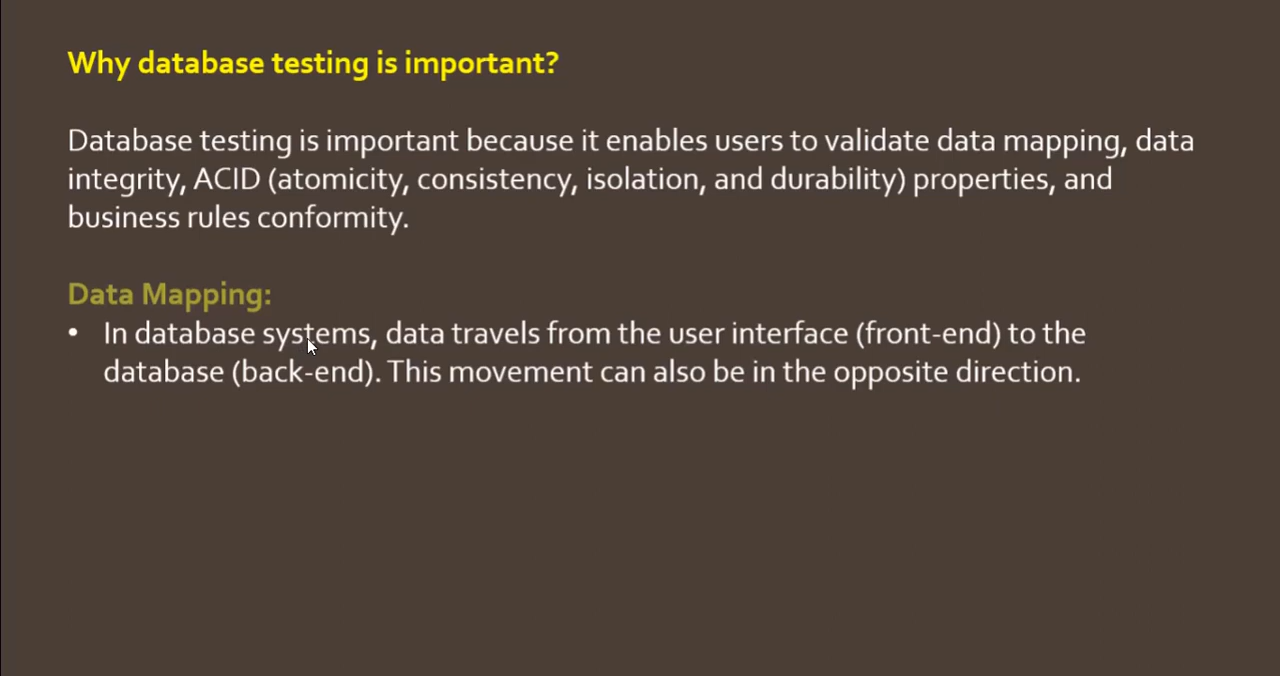 Why database testing is important?
Database testing is important because it enables users to validate data mapping, data
integrity, ACID (atomicity, consistency, isolation, and durability) properties, and
business rules conformity.
Data Mapping:
• In database systems, data travels from the user interface (front-end) to the
database (back-end). This movement can also be in the opposite direction.